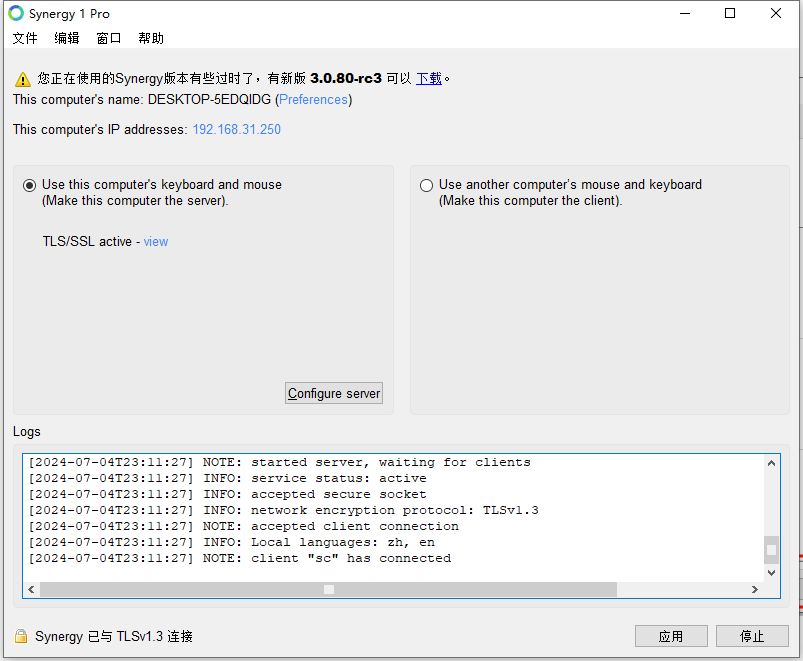 Synergy 1 Pro
文件 编辑 窗口 帮助
您正在使用的Synergy版本有些过时了，有新版 3.0.80-rc3 可以 下载。
This computer's name: DESKTOP-5EDQIDG (Preferences)
This computer's IP addresses: 192.168.31.250
Use this computer's keyboard and mouse
(Make this computer the server).
TLS/SSL active - view
Configure server
Use another computer's mouse and keyboard
(Make this computer the client).
Logs
[2024-07-04T23:11:27] NOTE: started server, waiting for clients
[2024-07-04T23:11:27] INFO: service status: active
[2024-07-04T23:11:27] INFO: accepted secure socket
[2024-07-04T23:11:27] INFO: network encryption protocol: TLSv1.3
[2024-07-04T23:11:27] NOTE: accepted client connection
[2024-07-04T23:11:27] INFO: Local languages: zh, en
[2024-07-04T23:11:27] NOTE: client "sc" has connected
Synergy 已与 TLSv1.3 连接
应用 停止